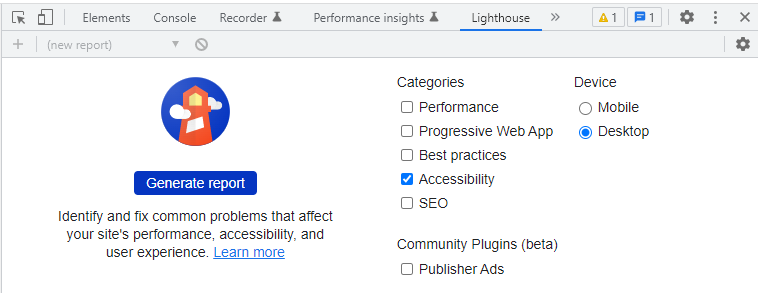 Elements Console Recorder Performance insights Lighthouse » 1 1
(new report)
Categories Device
Performance Mobile
Progressive Web App Desktop
Best practices
Accessibility
SEO
Generate report
Identify and fix common problems that affect
your site's performance, accessibility, and
user experience. Learn more
Community Plugins (beta)
Publisher Ads